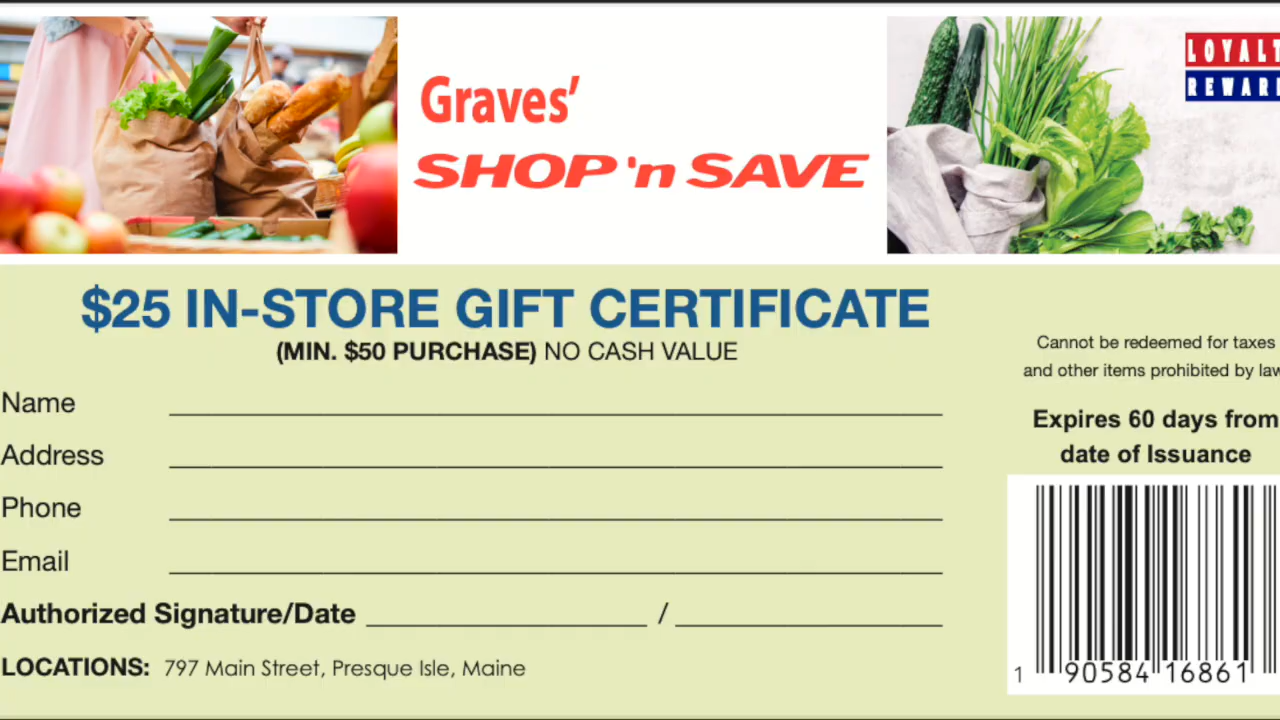 Graves'
SHOP 'n SAVE
$25 IN-STORE GIFT CERTIFICATE
(MIN. $50 PURCHASE) NO CASH VALUE
Name
Address
Phone
Email
Authorized Signature/Date /
LOCATIONS: 797 Main Street, Presque Isle, Maine
LOYALT
REWAR
Cannot be redeemed for taxes
and other items prohibited by law
Expires 60 days from
date of Issuance
1 90584 16861